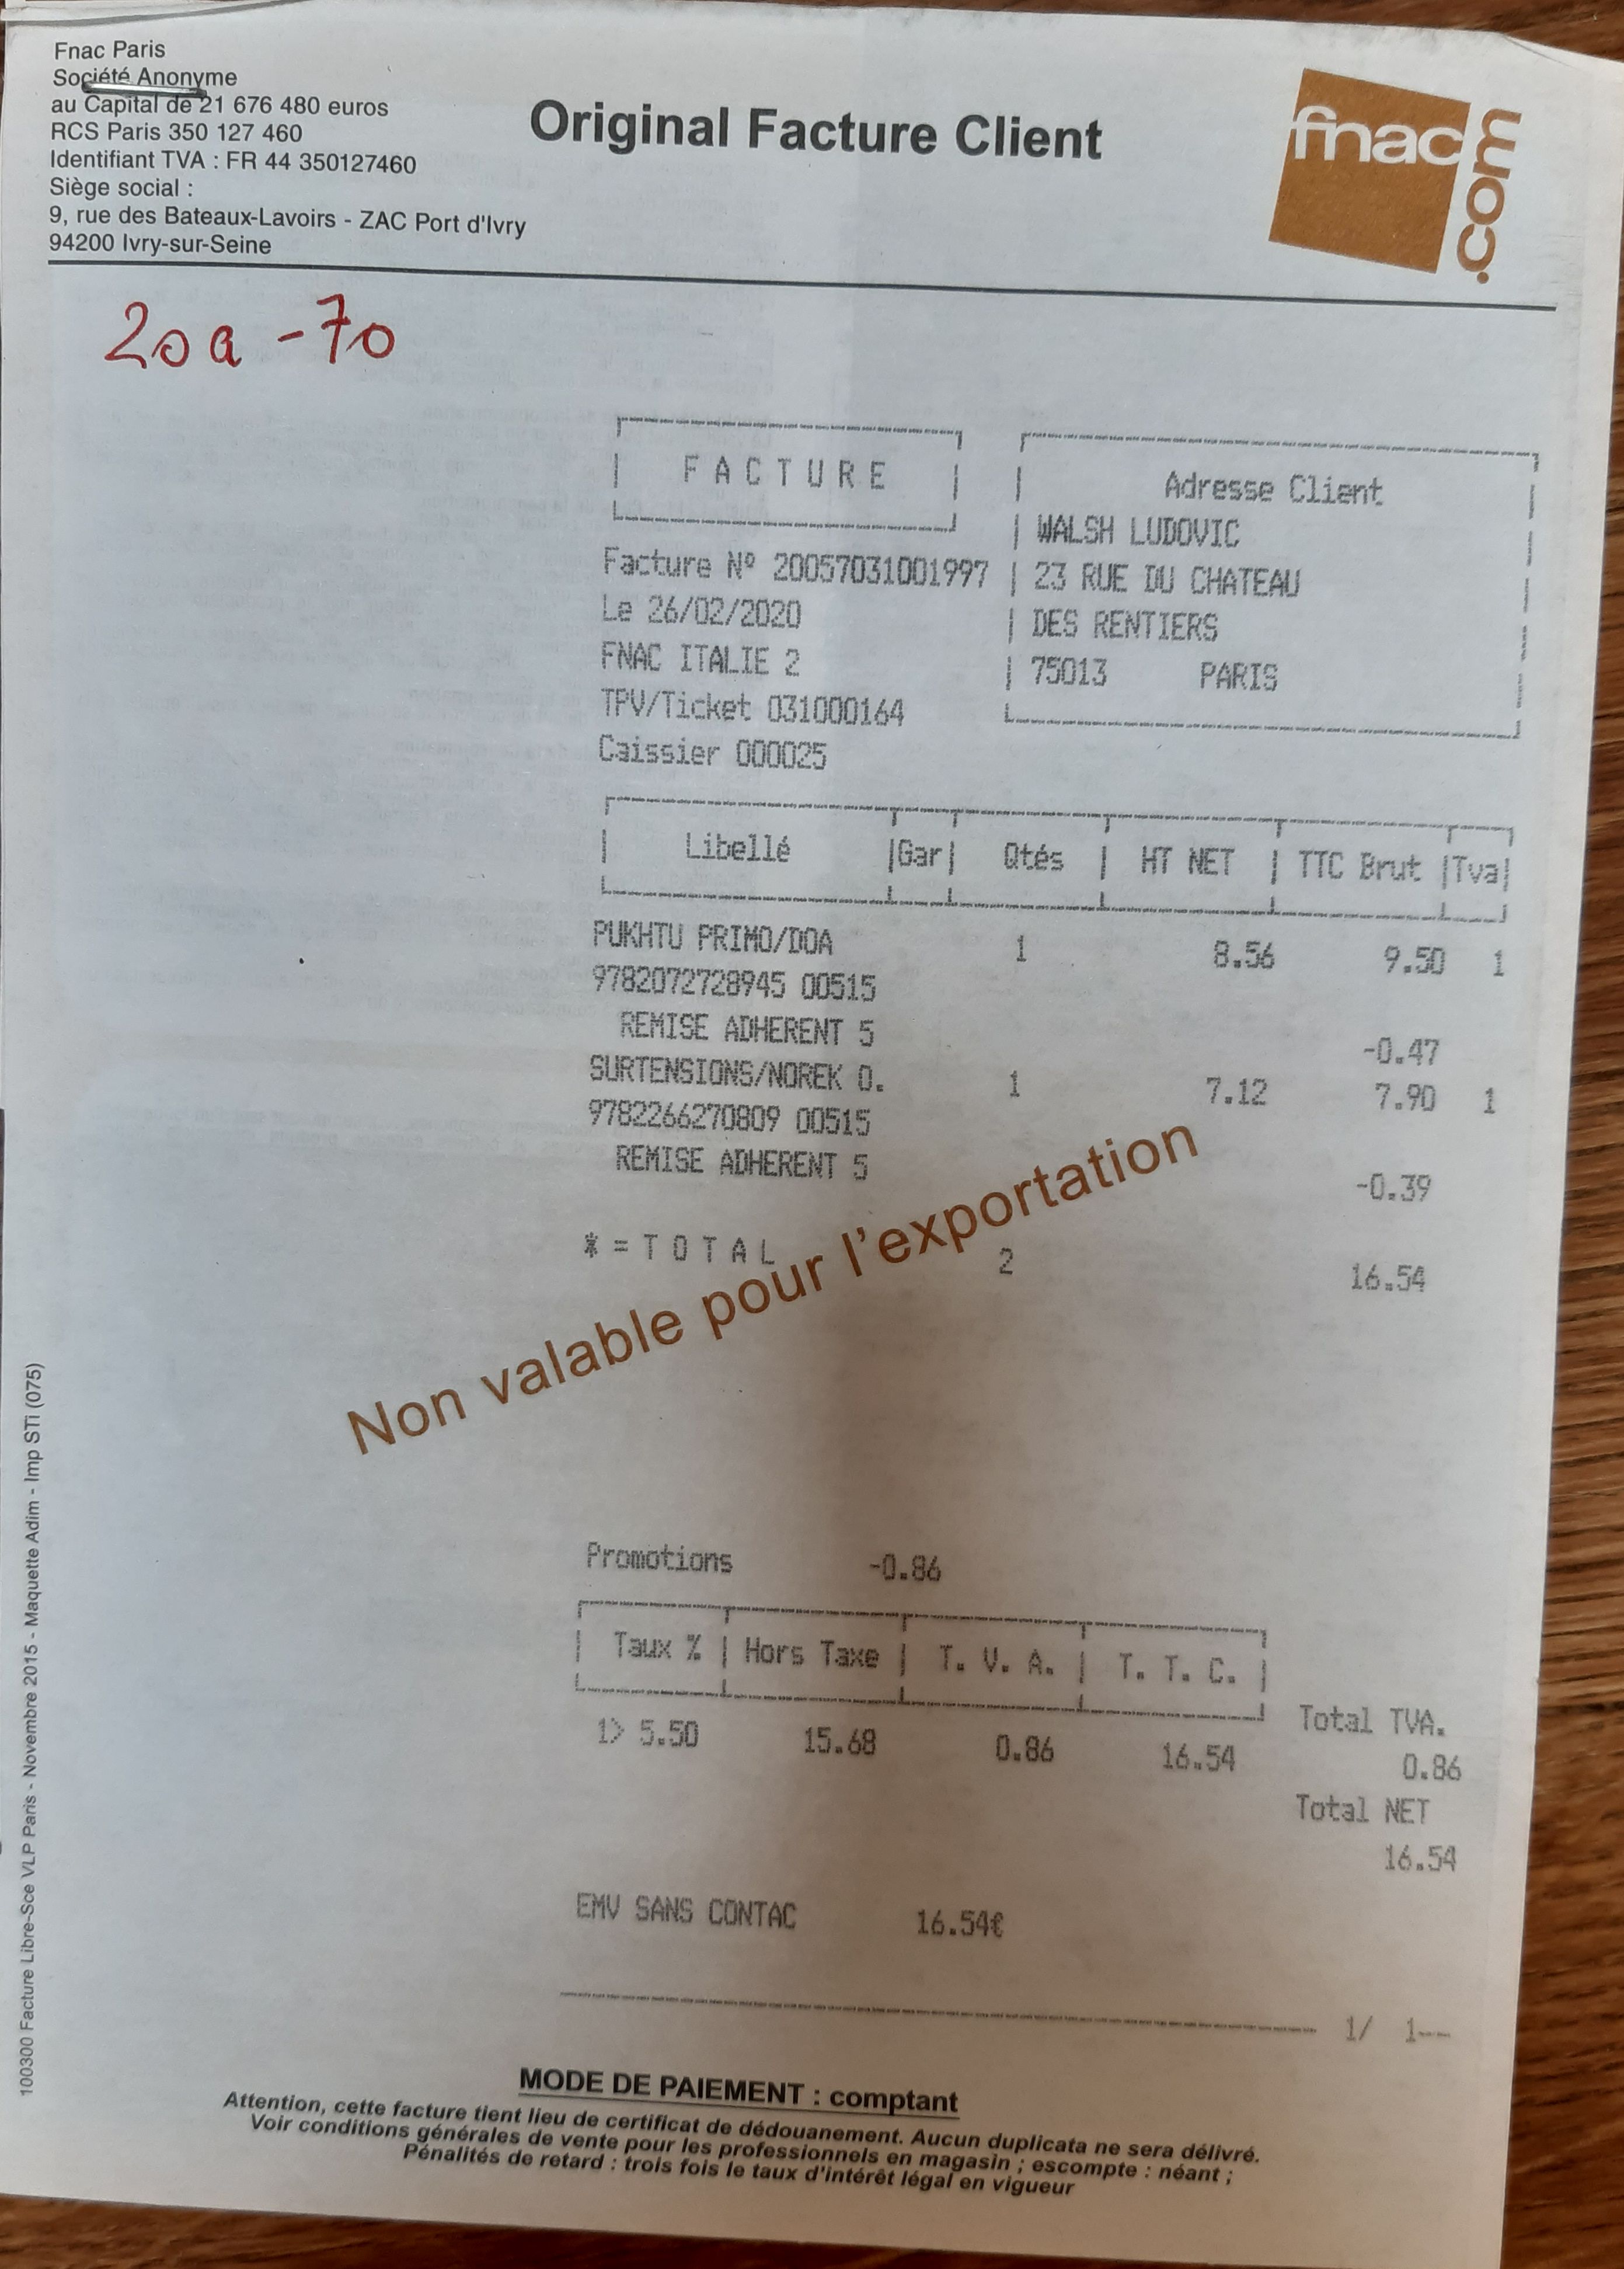 Fnac Paris
Société Anonyme
au Capital de 21 676 480 euros
RCS Paris 350 127 460
Identifiant TVA : FR 44 350127460
Siège social :
9, rue des Bateaux-Lavoirs - ZAC Port d'Ivry
94200 Ivry-sur-Seine
Original Facture Client
fnac.com
20a -70
FACTURE
Facture Nº 20057031001997
Le 26/02/2020
FNAC ITALIE 2
TPV/Ticket 031000164
Caissier 000025
Adresse Client
WALSH LUDOVIC
23 RUE DU CHATEAU
DES RENTIERS
75013 PARIS
Libellé |Gar| Qtés | HT NET | TTC Brut |Tva|
PUKHTU PRIMO/DOA 1 8.56 9.50 1
9782072728945 00515
REMISE ADHERENT 5 -0.47
SURTENSIONS/NOREK O. 1 7.12 7.90 1
9782266270809 00515
REMISE ADHERENT 5 -0.39
*=TOTAL 2 16.54
Non valable pour l'exportation
Promotions -0.86
| Taux % | Hors Taxe | T. V. A. | T. T. C. |
1> 5.50 15.68 0.86 16.54
Total TVA.
0.86
Total NET
16.54
EMV SANS CONTAC 16.54€
1/ 1--
MODE DE PAIEMENT : comptant
Attention, cette facture tient lieu de certificat de dédouanement. Aucun duplicata ne sera délivré.
Voir conditions générales de vente pour les professionnels en magasin ; escompte : néant ;
Pénalités de retard : trois fois le taux d'intérêt légal en vigueur
100300 Facture Libre-Sce VLP Paris - Novembre 2015 - Maquette Adim - Imp STi (075)